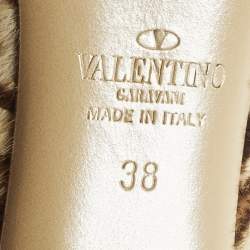 VALENTINO
GARAVANI
MADE IN ITALY
38